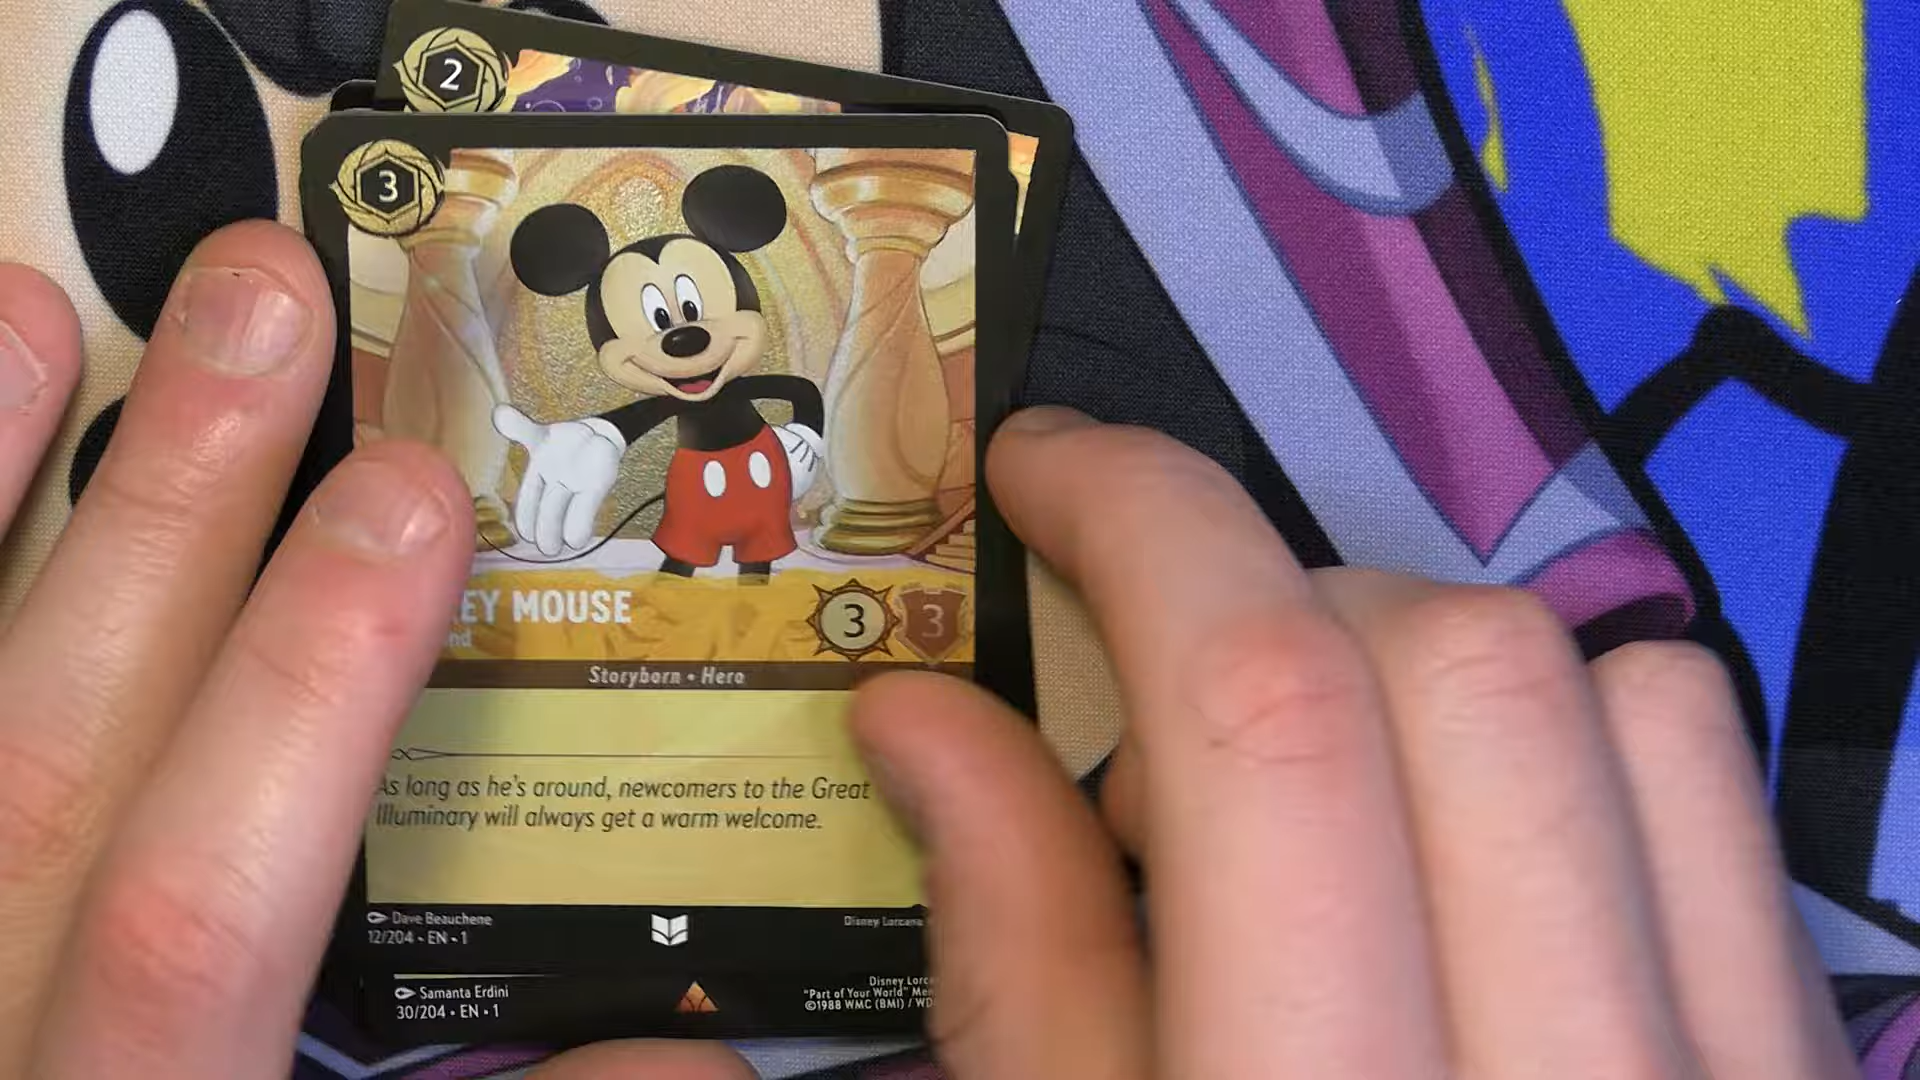 2
3
EY MOUSE
nd
3 3
Storyborn • Hero
As long as he's around, newcomers to the Great
Illuminary will always get a warm welcome.
Dave Beauchene
Disney Lorcana
12/204 • EN • 1
Samanta Erdini
30/204 • EN • 1
Disney Lorca
"Part of Your World" Men
©1988 WMC (BMI) / WD